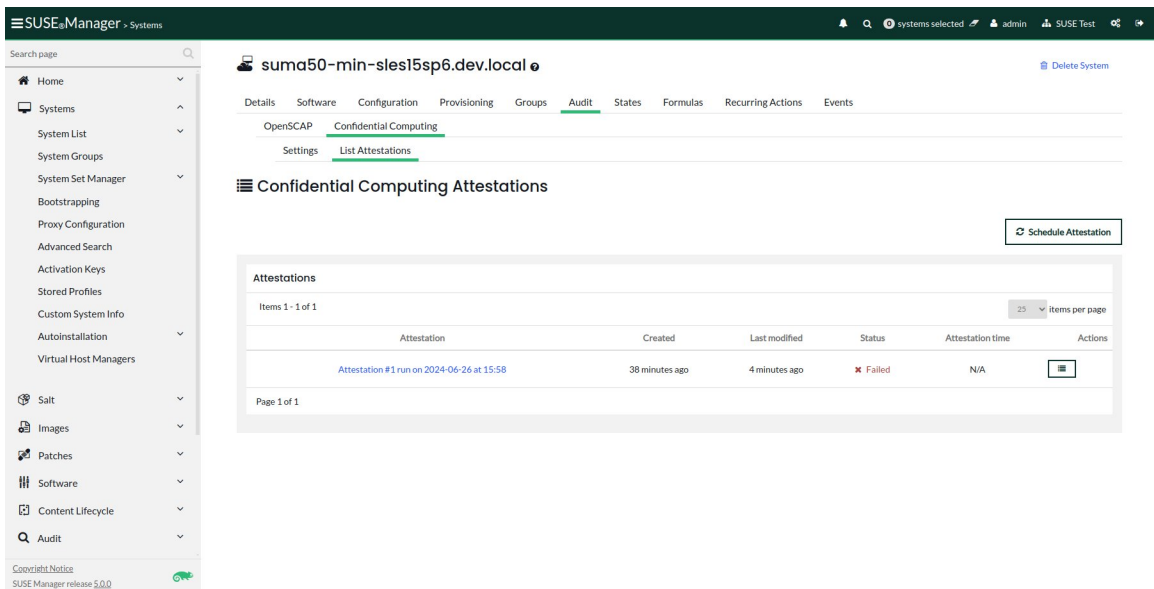 SUSE®Manager > Systems
0 systems selected admin SUSE Test
Search page
Home
Systems
System List
System Groups
System Set Manager
Bootstrapping
Proxy Configuration
Advanced Search
Activation Keys
Stored Profiles
Custom System Info
Autoinstallation
Virtual Host Managers
Salt
Images
Patches
Software
Content Lifecycle
Audit
Copyright Notice
SUSE Manager release 5.0.0
suma50-min-sles15sp6.dev.local
Delete System
Details Software Configuration Provisioning Groups Audit States Formulas Recurring Actions Events
OpenSCAP Confidential Computing
Settings List Attestations
Confidential Computing Attestations
Schedule Attestation
Attestations
Items 1 - 1 of 1 25 items per page
Attestation Created Last modified Status Attestation time Actions
Attestation #1 run on 2024-06-26 at 15:58 38 minutes ago 4 minutes ago Failed N/A
Page 1 of 1